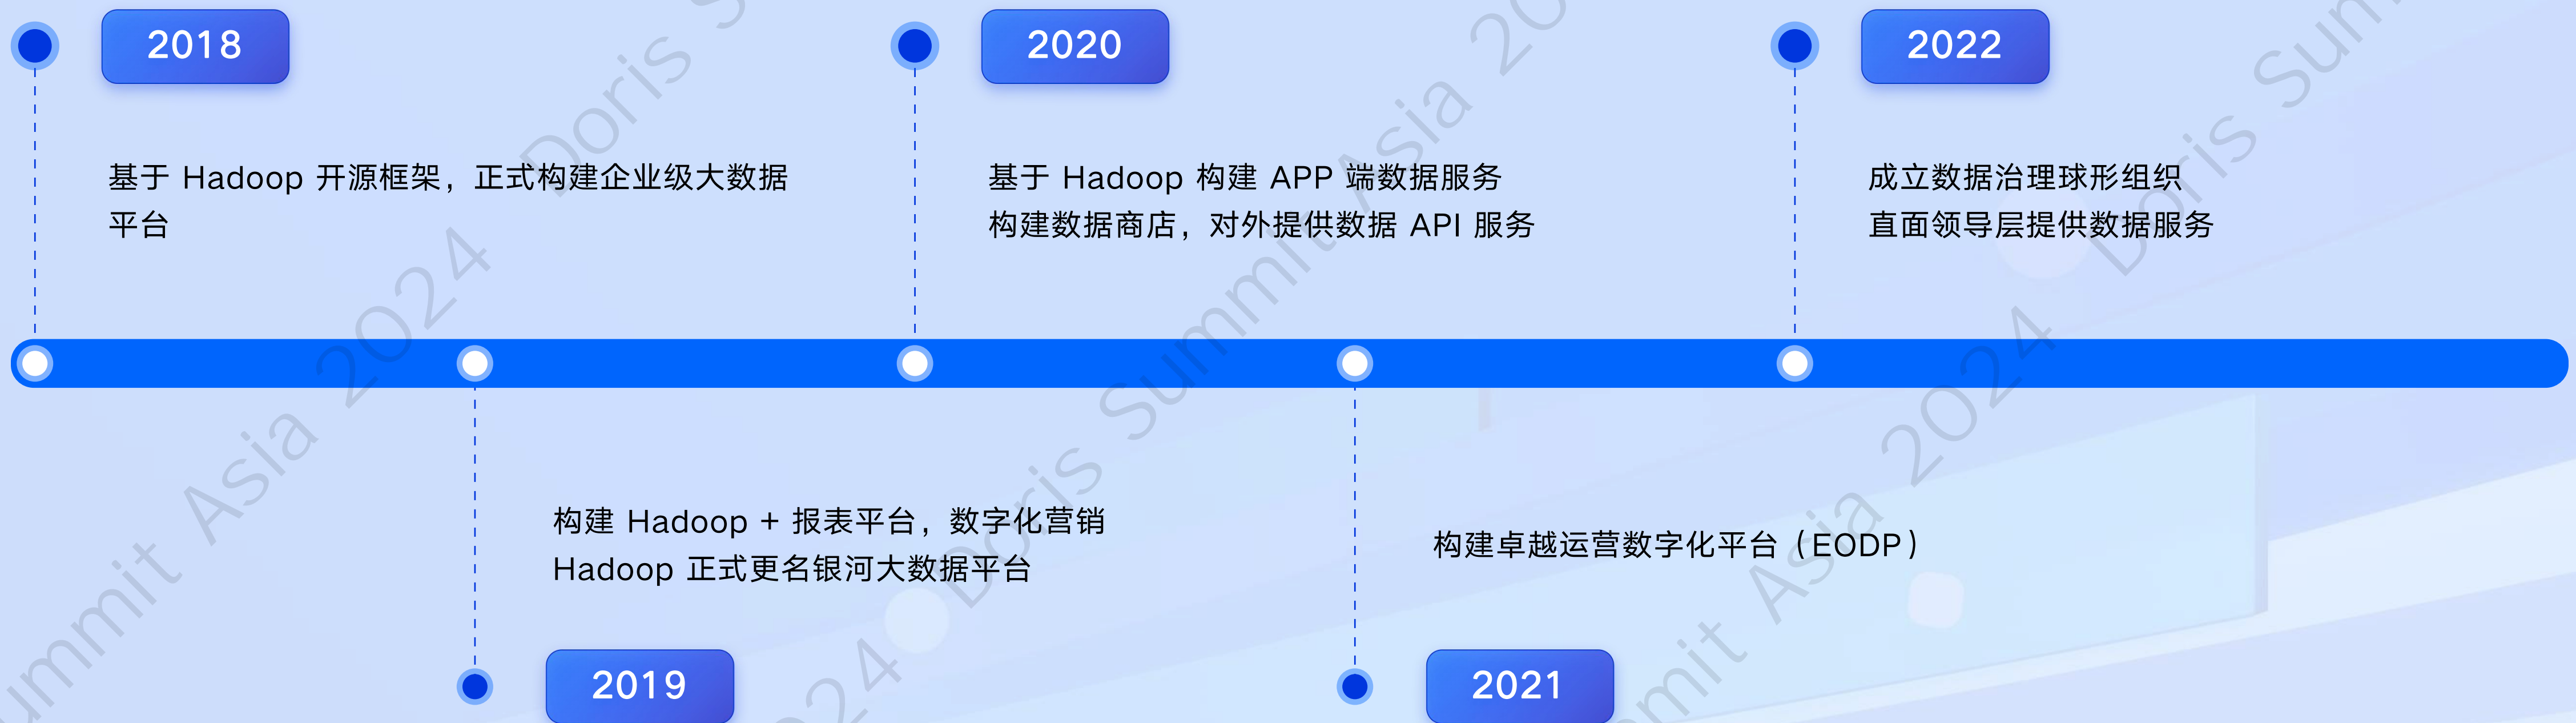 2018
基于 Hadoop 开源框架，正式构建企业级大数据
平台
2020
基于 Hadoop 构建 APP 端数据服务
构建数据商店，对外提供数据 API 服务
2022
成立数据治理球形组织
直面领导层提供数据服务
构建 Hadoop + 报表平台，数字化营销
Hadoop 正式更名银河大数据平台
2019
构建卓越运营数字化平台（EODP）
2021
Doris Summit Asia 2024